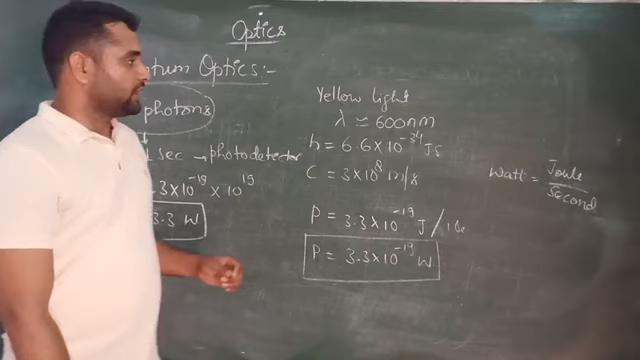 Optics
tum Optics:-
photons
sec → photodetector
3×10⁻¹⁹ × 10¹⁹
3.3 W
Yellow light
λ ≃ 600nm
h = 6.6×10⁻³⁴ JS
C = 3×10⁸ m/s
P = 3.3×10⁻¹⁹ J/1
P = 3.3×10⁻¹⁹ W
Watt = Joule
Second